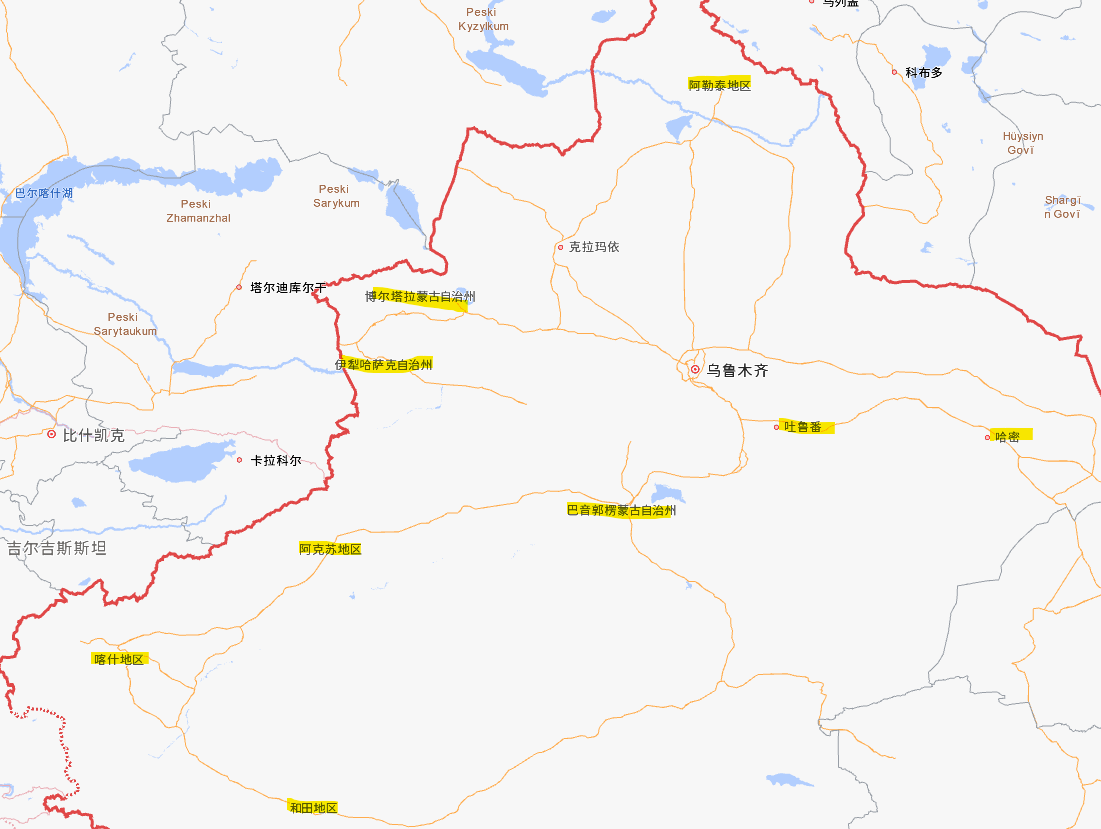 乌列盖
Peski
Kyzylkum
科布多
阿勒泰地区
Hüysiyn
Govĭ
巴尔喀什湖
Peski
Sarykum
Peski
Zhamanzhal
Shargĭ
n Govĭ
克拉玛依
塔尔迪库尔干
博尔塔拉蒙古自治州
Peski
Sarytaukum
伊犁哈萨克自治州
乌鲁木齐
吐鲁番
哈密
比什凯克
卡拉科尔
巴音郭楞蒙古自治州
吉尔吉斯斯坦
阿克苏地区
喀什地区
和田地区